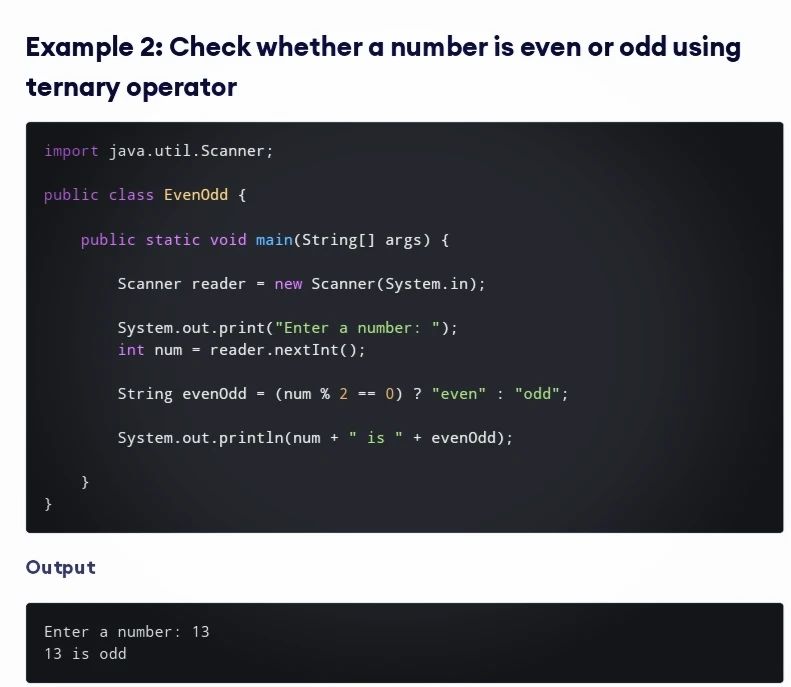 Example 2: Check whether a number is even or odd using
ternary operator
import java.util.Scanner;
public class EvenOdd {
    public static void main(String[] args) {
        Scanner reader = new Scanner(System.in);
        System.out.print("Enter a number: ");
        int num = reader.nextInt();
        String evenOdd = (num % 2 == 0) ? "even" : "odd";
        System.out.println(num + " is " + evenOdd);
    }
}
Output
Enter a number: 13
13 is odd